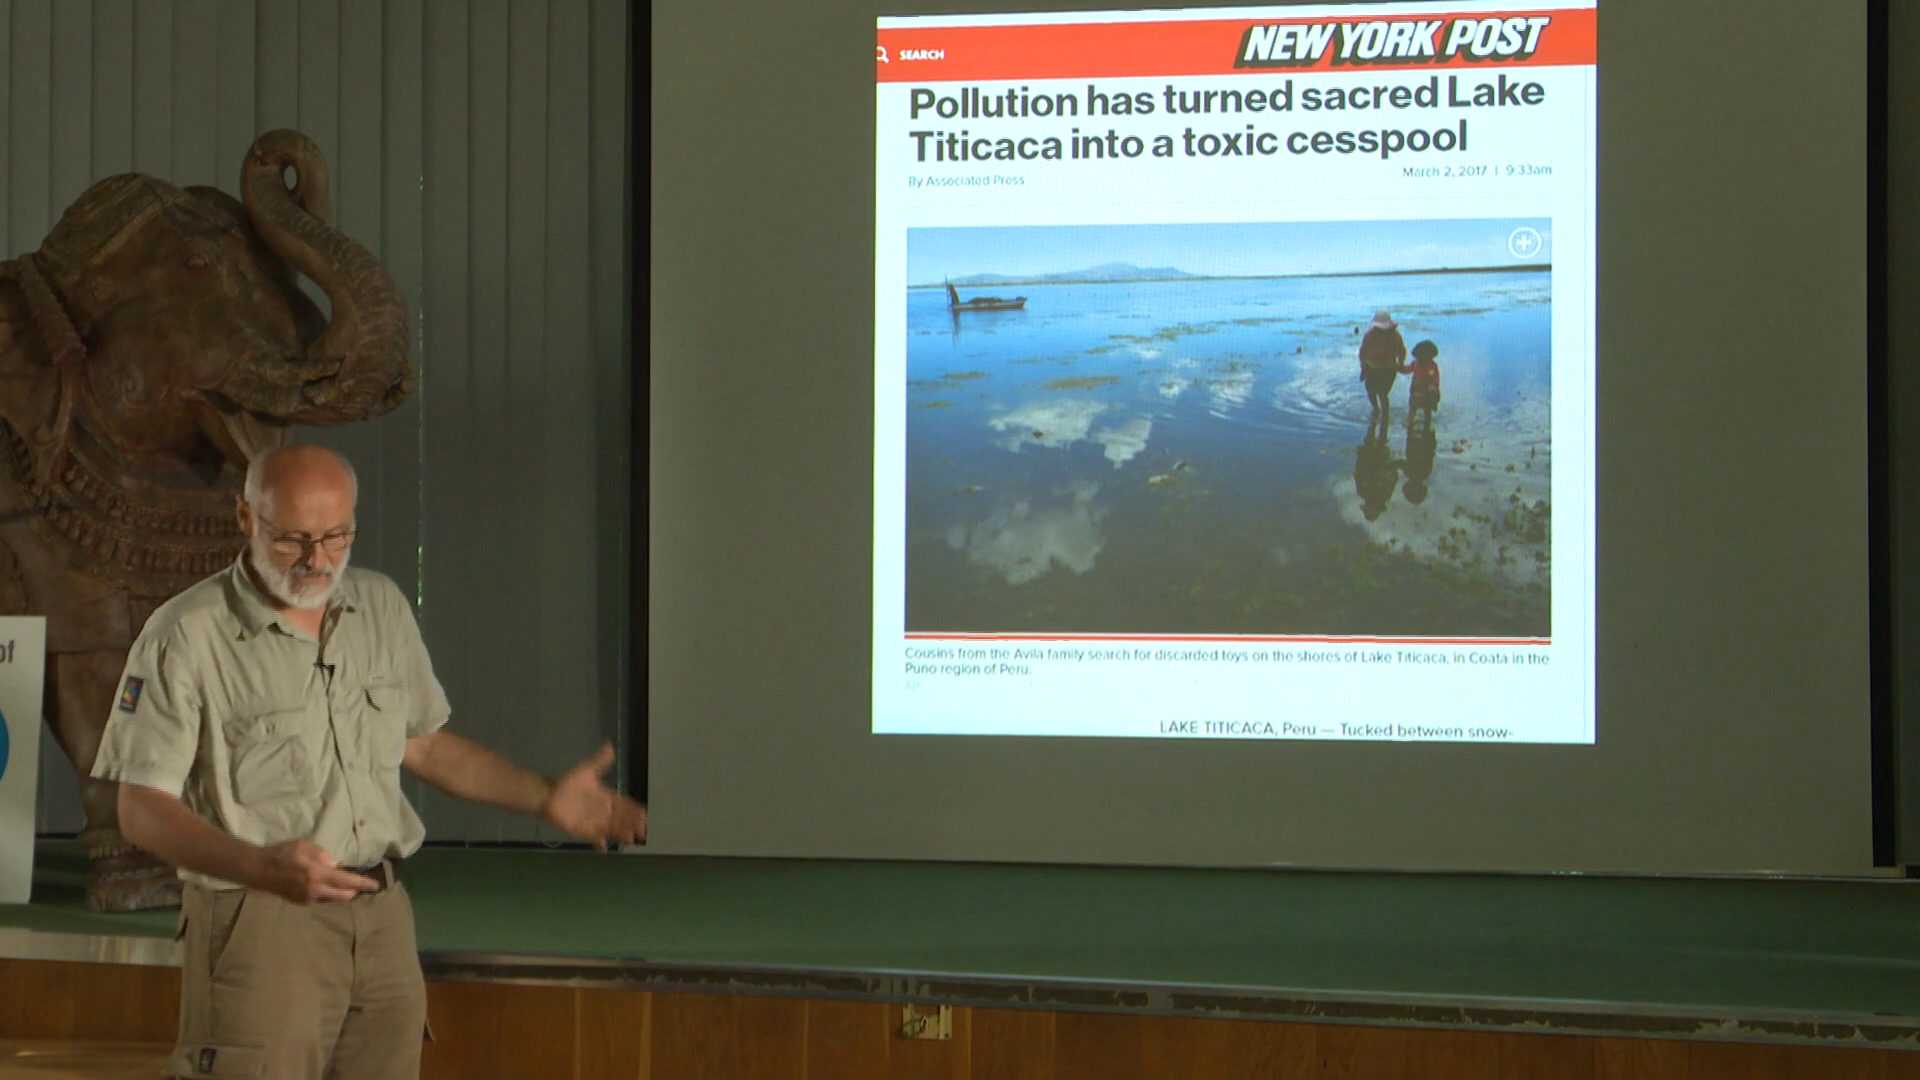 of
SEARCH
NEW YORK POST
Pollution has turned sacred Lake
Titicaca into a toxic cesspool
By Associated Press
March 2, 2017 | 9:33am
Cousins from the Avila family search for discarded toys on the shores of Lake Titicaca, in Coata in the
Puno region of Peru.
AP
LAKE TITICACA, Peru — Tucked between snow-